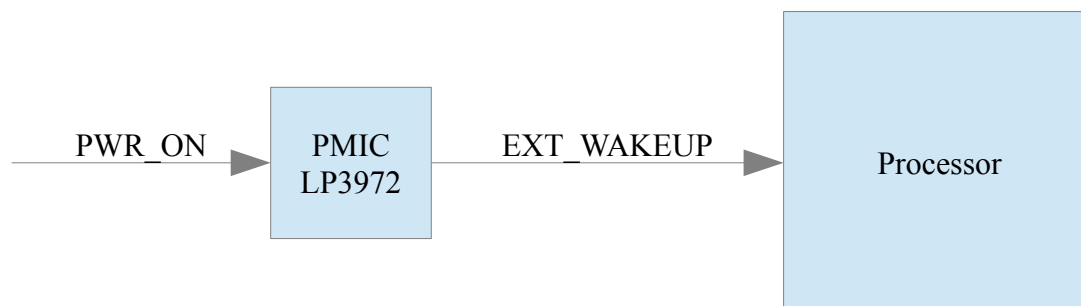 PWR_ON
PMIC
LP3972
EXT_WAKEUP
Processor